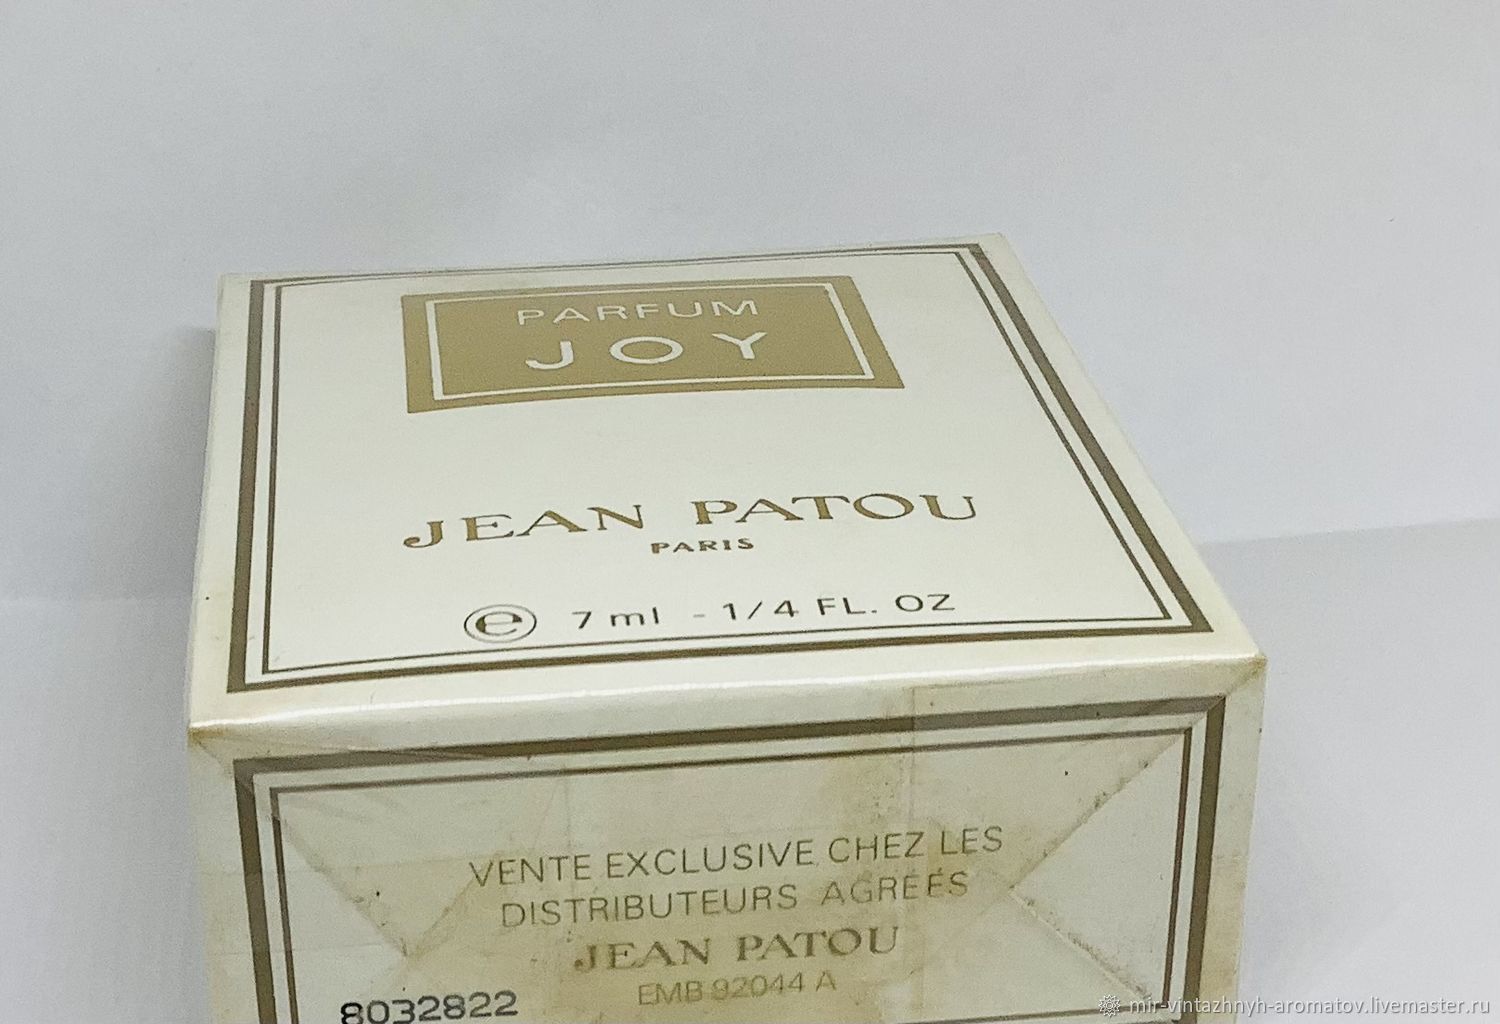 PARFUM
JOY
JEAN PATOU
PARIS
℮ 7 ml - 1/4 FL. OZ
VENTE EXCLUSIVE CHEZ LES
DISTRIBUTEURS AGRÉÉS
JEAN PATOU
EMB 92044 A
8032822
mir-vintazhnyh-aromatov.livemaster.ru